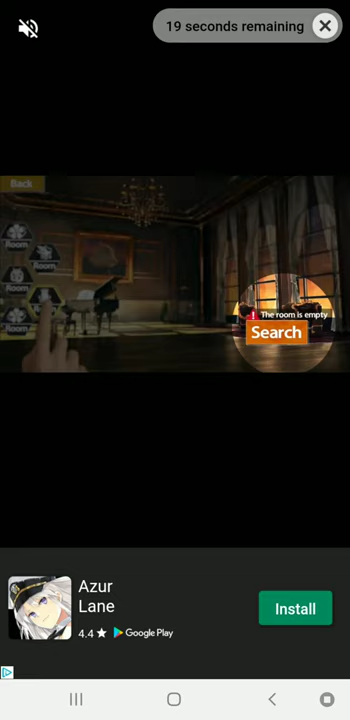 19 seconds remaining
Back
Room
Room
Room
Room
! The room is empty
Search
Azur
Lane
4.4 ★ Google Play
Install